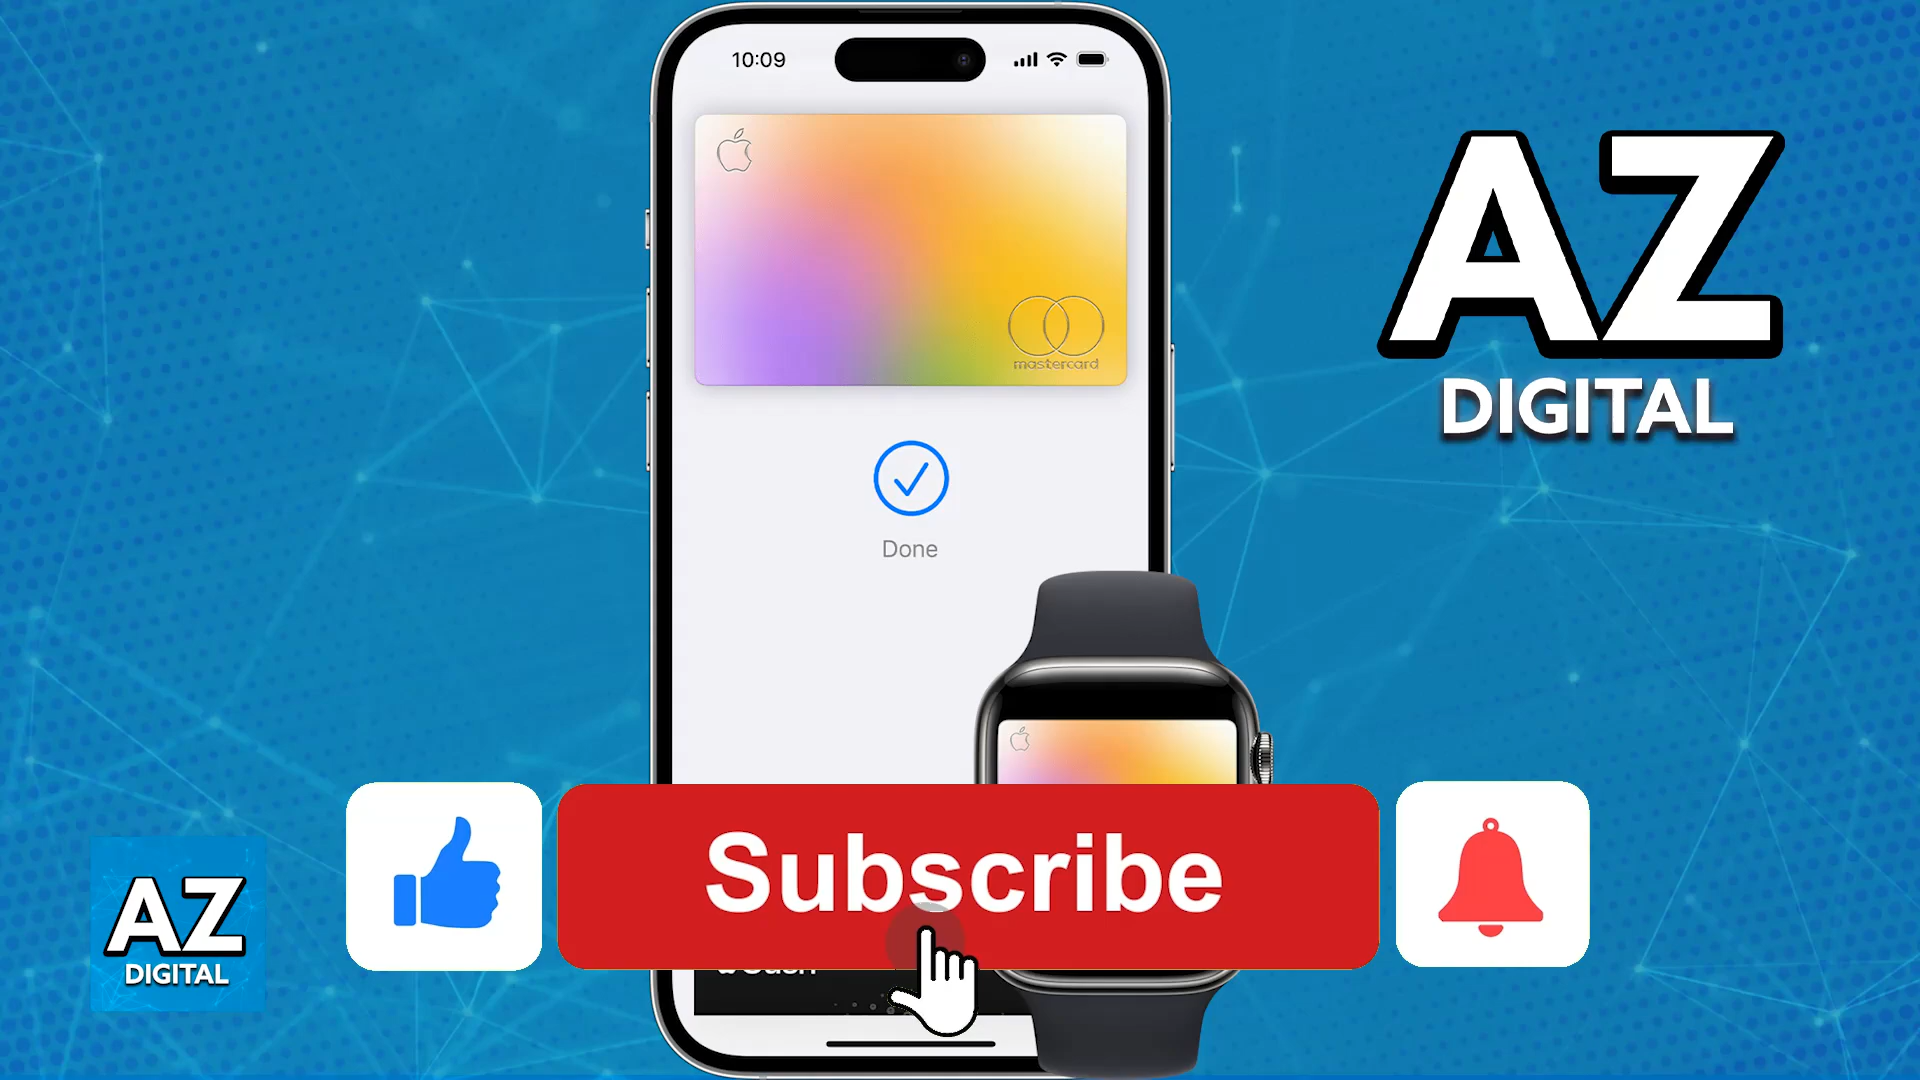 10:09
mastercard
Done
AZ
DIGITAL
Subscribe
AZ
DIGITAL